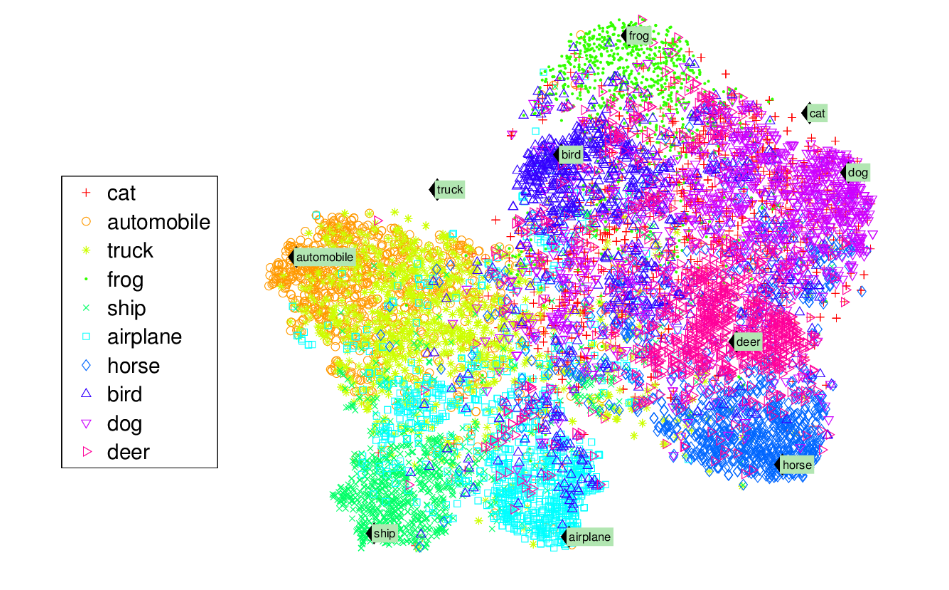 cat
automobile
truck
frog
ship
airplane
horse
bird
dog
deer
frog
cat
bird
dog
truck
automobile
deer
horse
ship
airplane